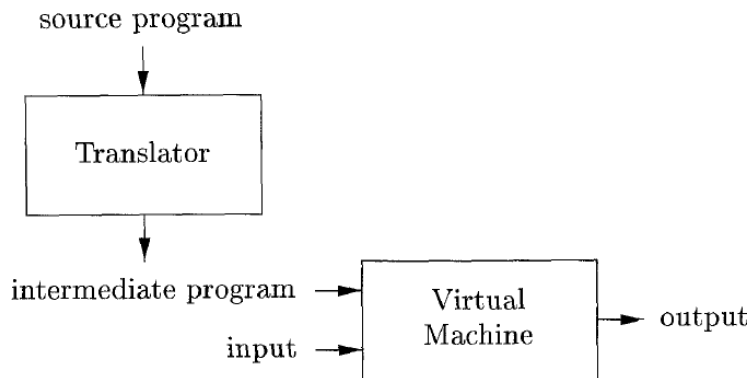 source program
Translator
intermediate program
input
Virtual
Machine
output